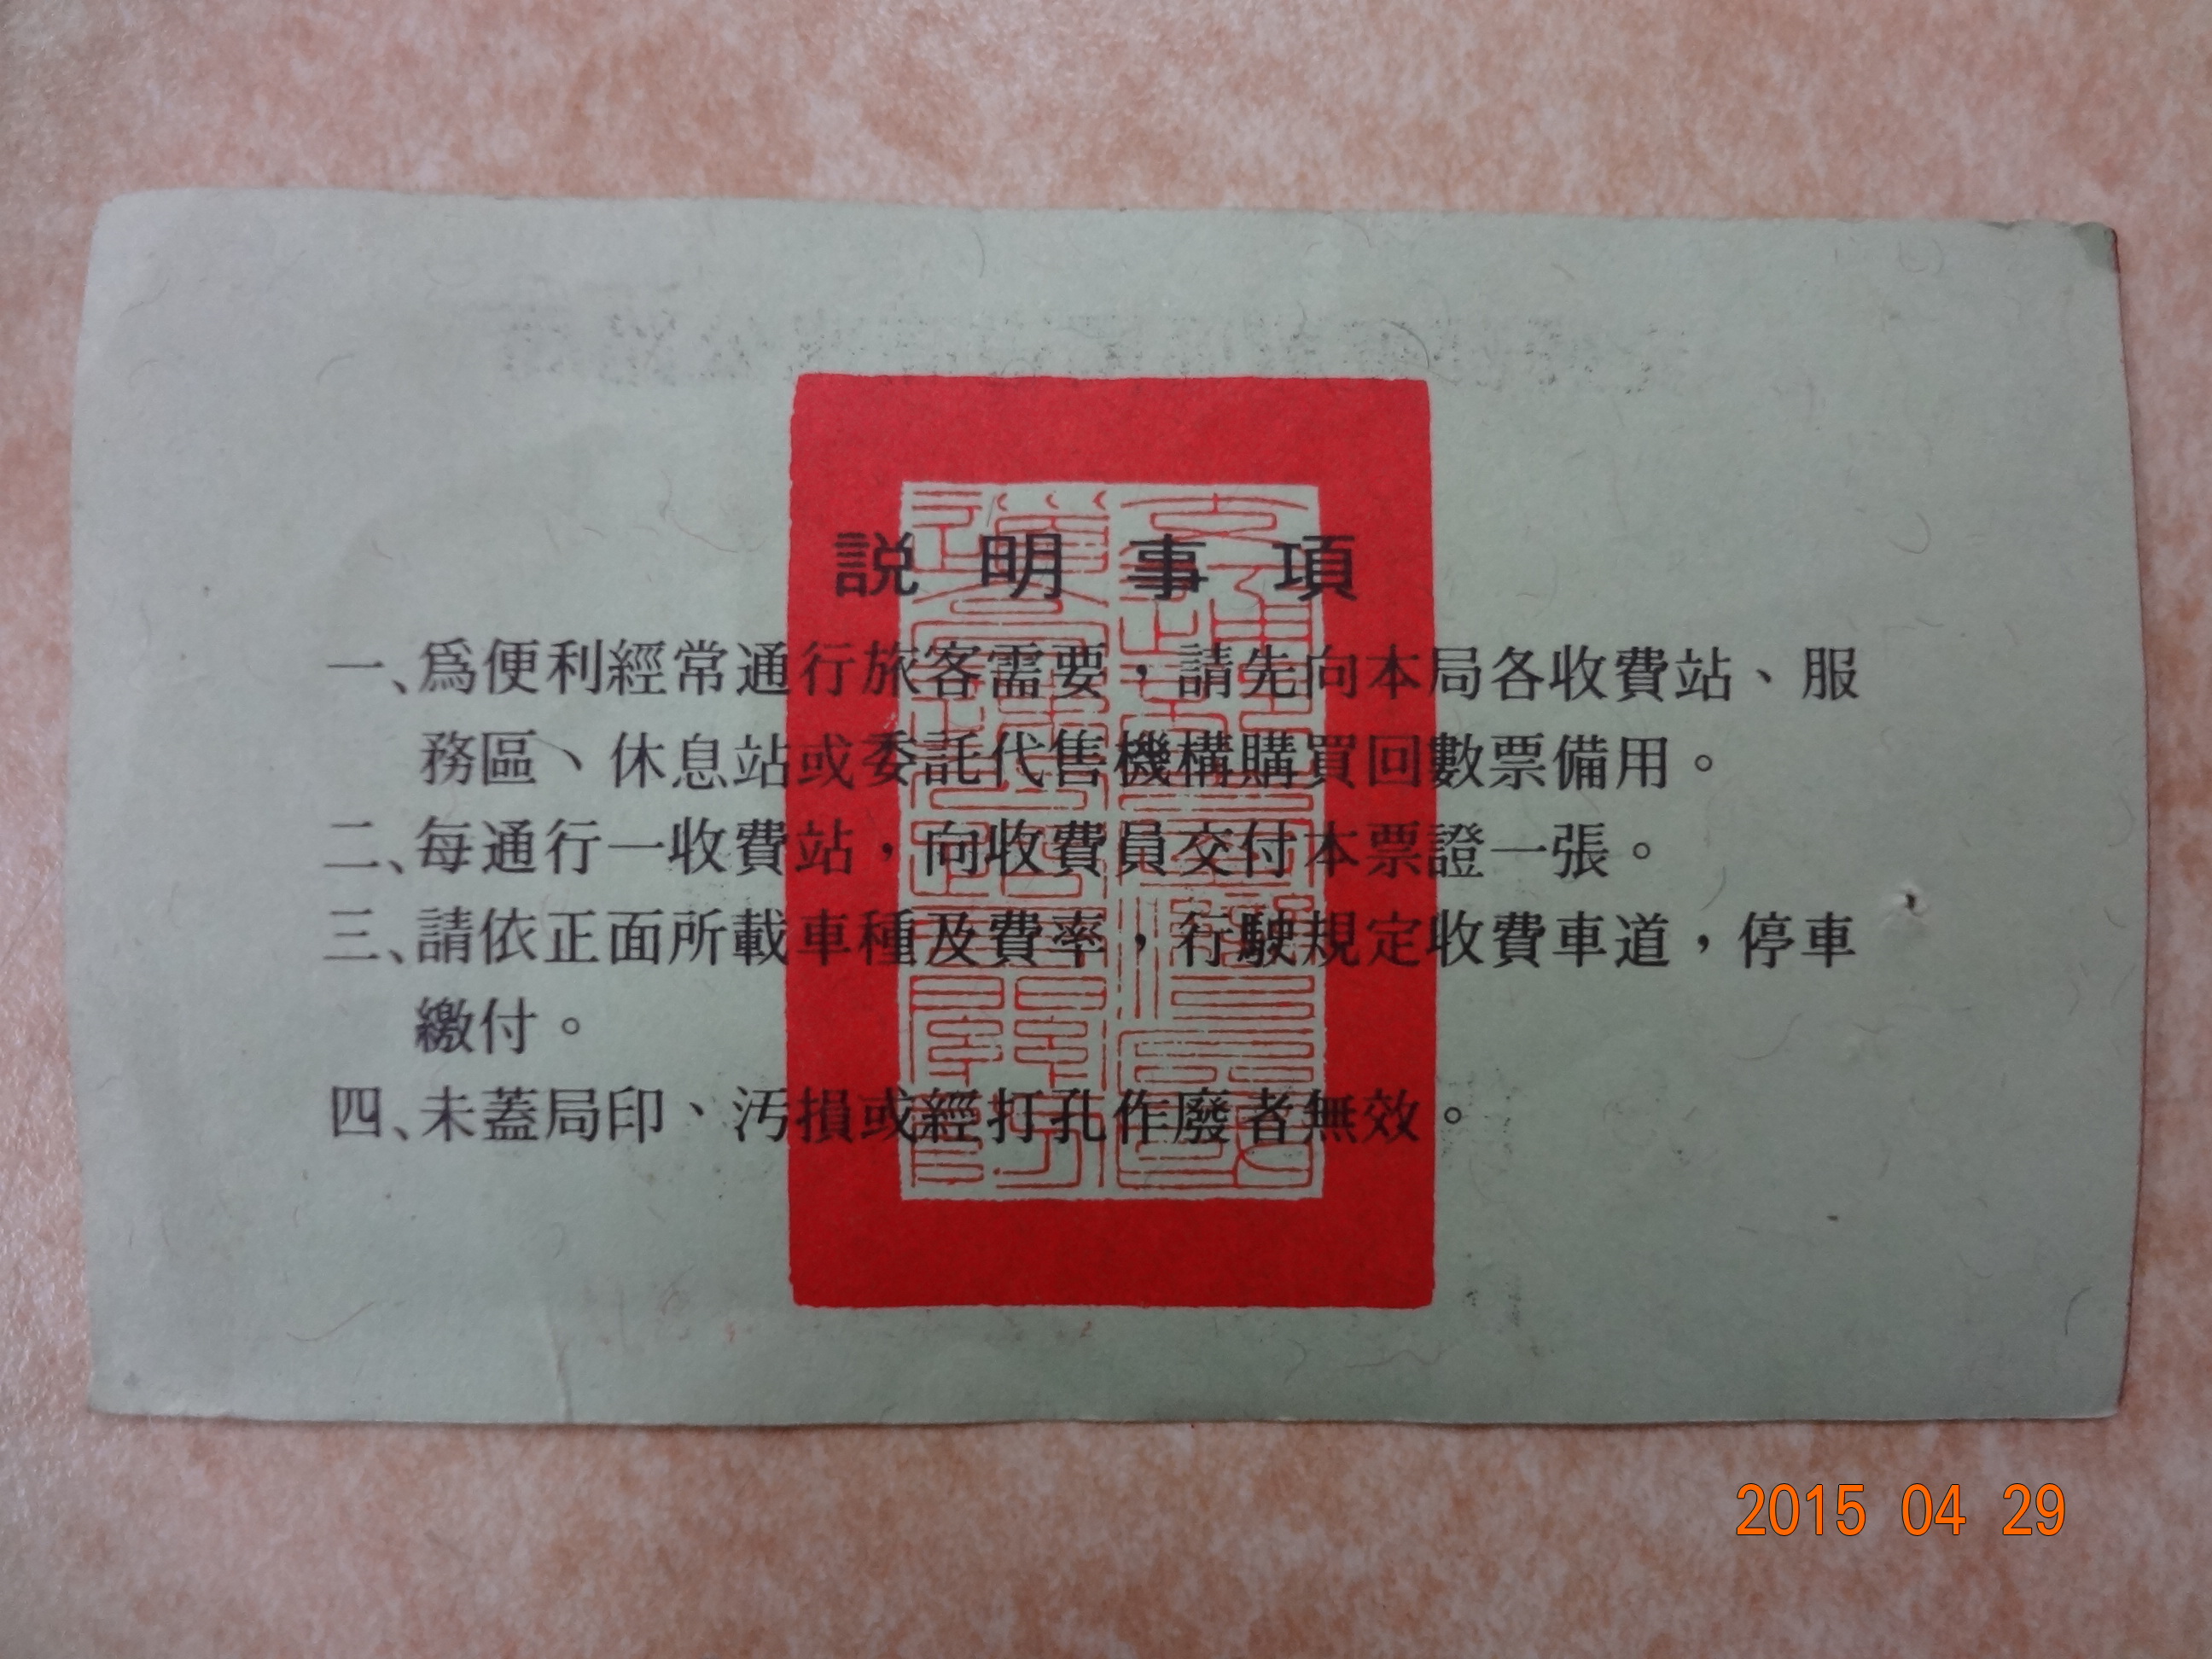 説明事項
一、爲便利經常通行旅客需要，請先向本局各收費站、服
務區、休息站或委託代售機構購買回數票備用。
二、每通行一收費站，向收費員交付本票證一張。
三、請依正面所載車種及費率，行駛規定收費車道，停車
繳付。
四、未蓋局印、汚損或經打孔作廢者無效。
2015 04 29